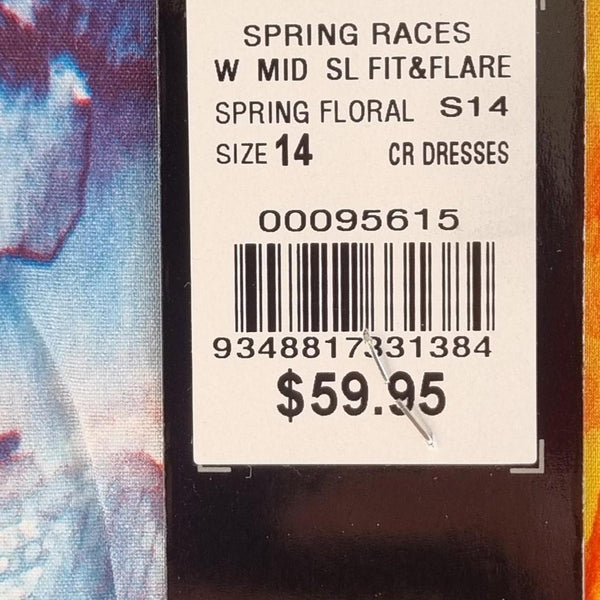 SPRING RACES
W MID SL FIT&FLARE
SPRING FLORAL S14
SIZE 14 CR DRESSES
00095615
9348817331384
$59.95